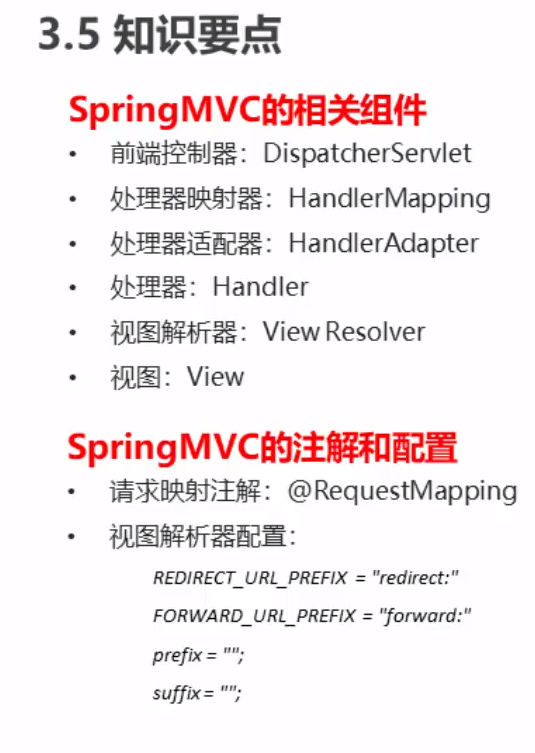 3.5 知识要点
SpringMVC的相关组件
• 前端控制器：DispatcherServlet
• 处理器映射器：HandlerMapping
• 处理器适配器：HandlerAdapter
• 处理器：Handler
• 视图解析器：View Resolver
• 视图：View
SpringMVC的注解和配置
• 请求映射注解：@RequestMapping
• 视图解析器配置：
REDIRECT_URL_PREFIX = "redirect:"
FORWARD_URL_PREFIX = "forward:"
prefix = "";
suffix = "";